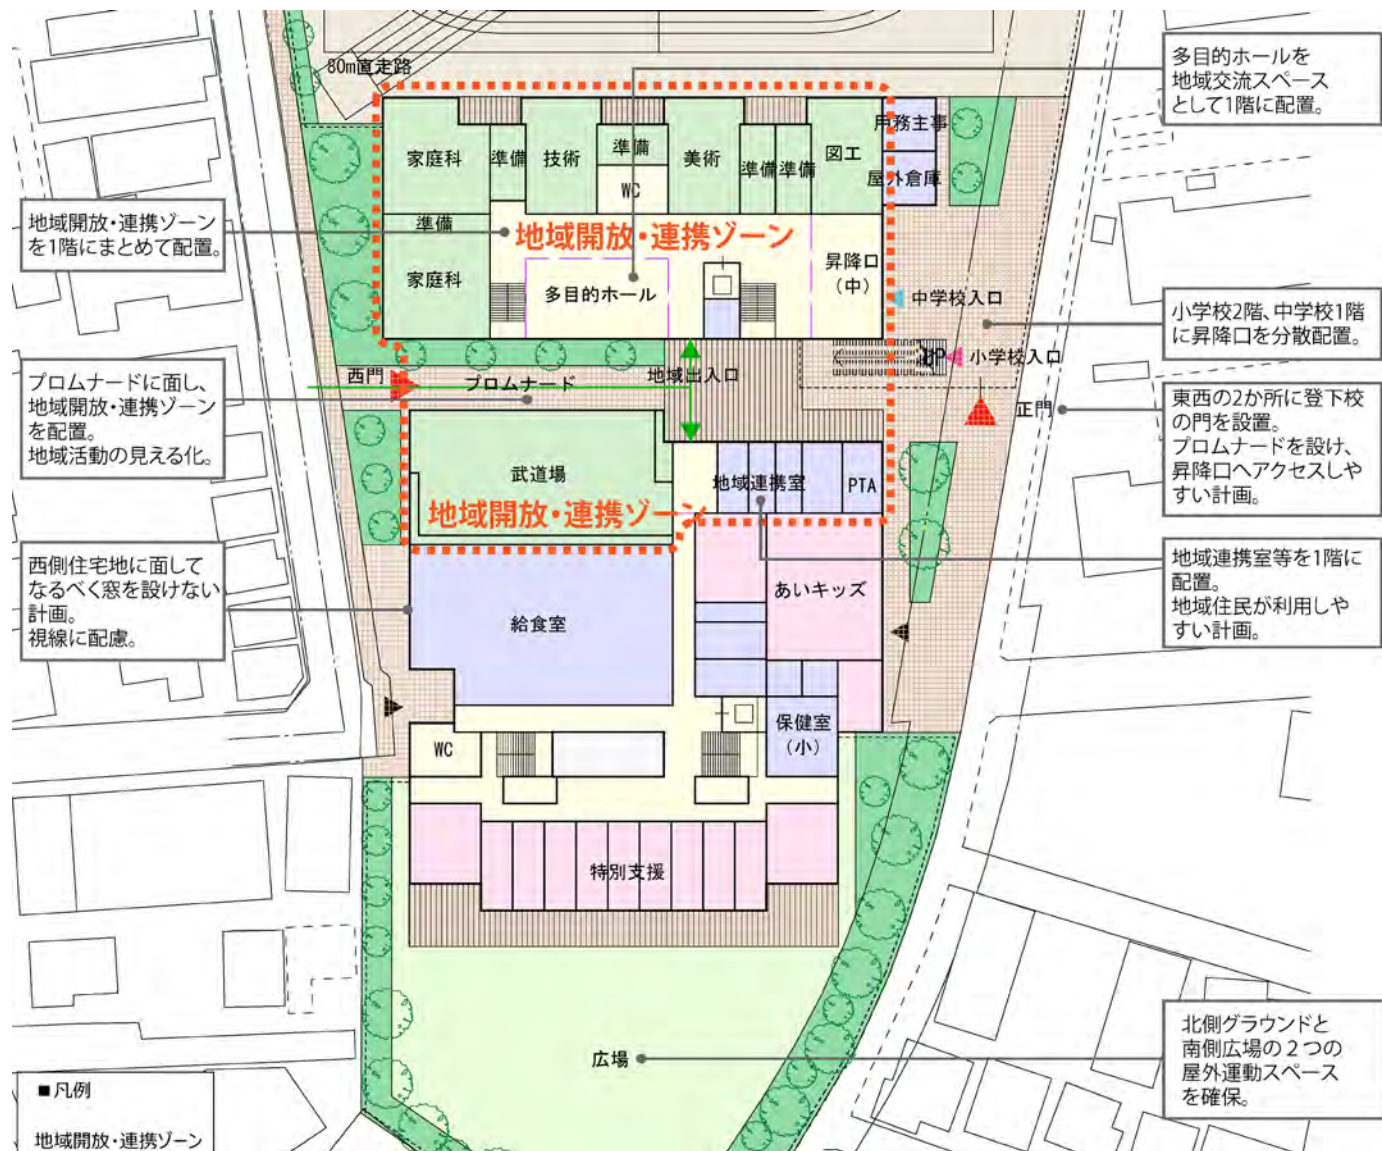 80m直走路
多目的ホールを
地域交流スペース
として1階に配置。
家庭科
準備
技術
準備
WC
美術
準備
準備
図工
用務主事
屋外倉庫
地域開放・連携ゾーン
を1階にまとめて配置。
準備
地域開放・連携ゾーン
家庭科
多目的ホール
昇降口
（中）
中学校入口
小学校2階、中学校1階
に昇降口を分散配置。
UP
小学校入口
西門
プロムナード
地域出入口
正門
プロムナードに面し、
地域開放・連携ゾーン
を配置。
地域活動の見える化。
東西の2か所に登下校
の門を設置。
プロムナードを設け、
昇降口へアクセスしや
すい計画。
武道場
地域連携室
PTA
地域開放・連携ゾーン
西側住宅地に面して
なるべく窓を設けない
計画。
視線に配慮。
給食室
あいキッズ
地域連携室等を1階に
配置。
地域住民が利用しや
すい計画。
WC
保健室
（小）
特別支援
広場
北側グラウンドと
南側広場の２つの
屋外運動スペース
を確保。
■凡例
地域開放・連携ゾーン